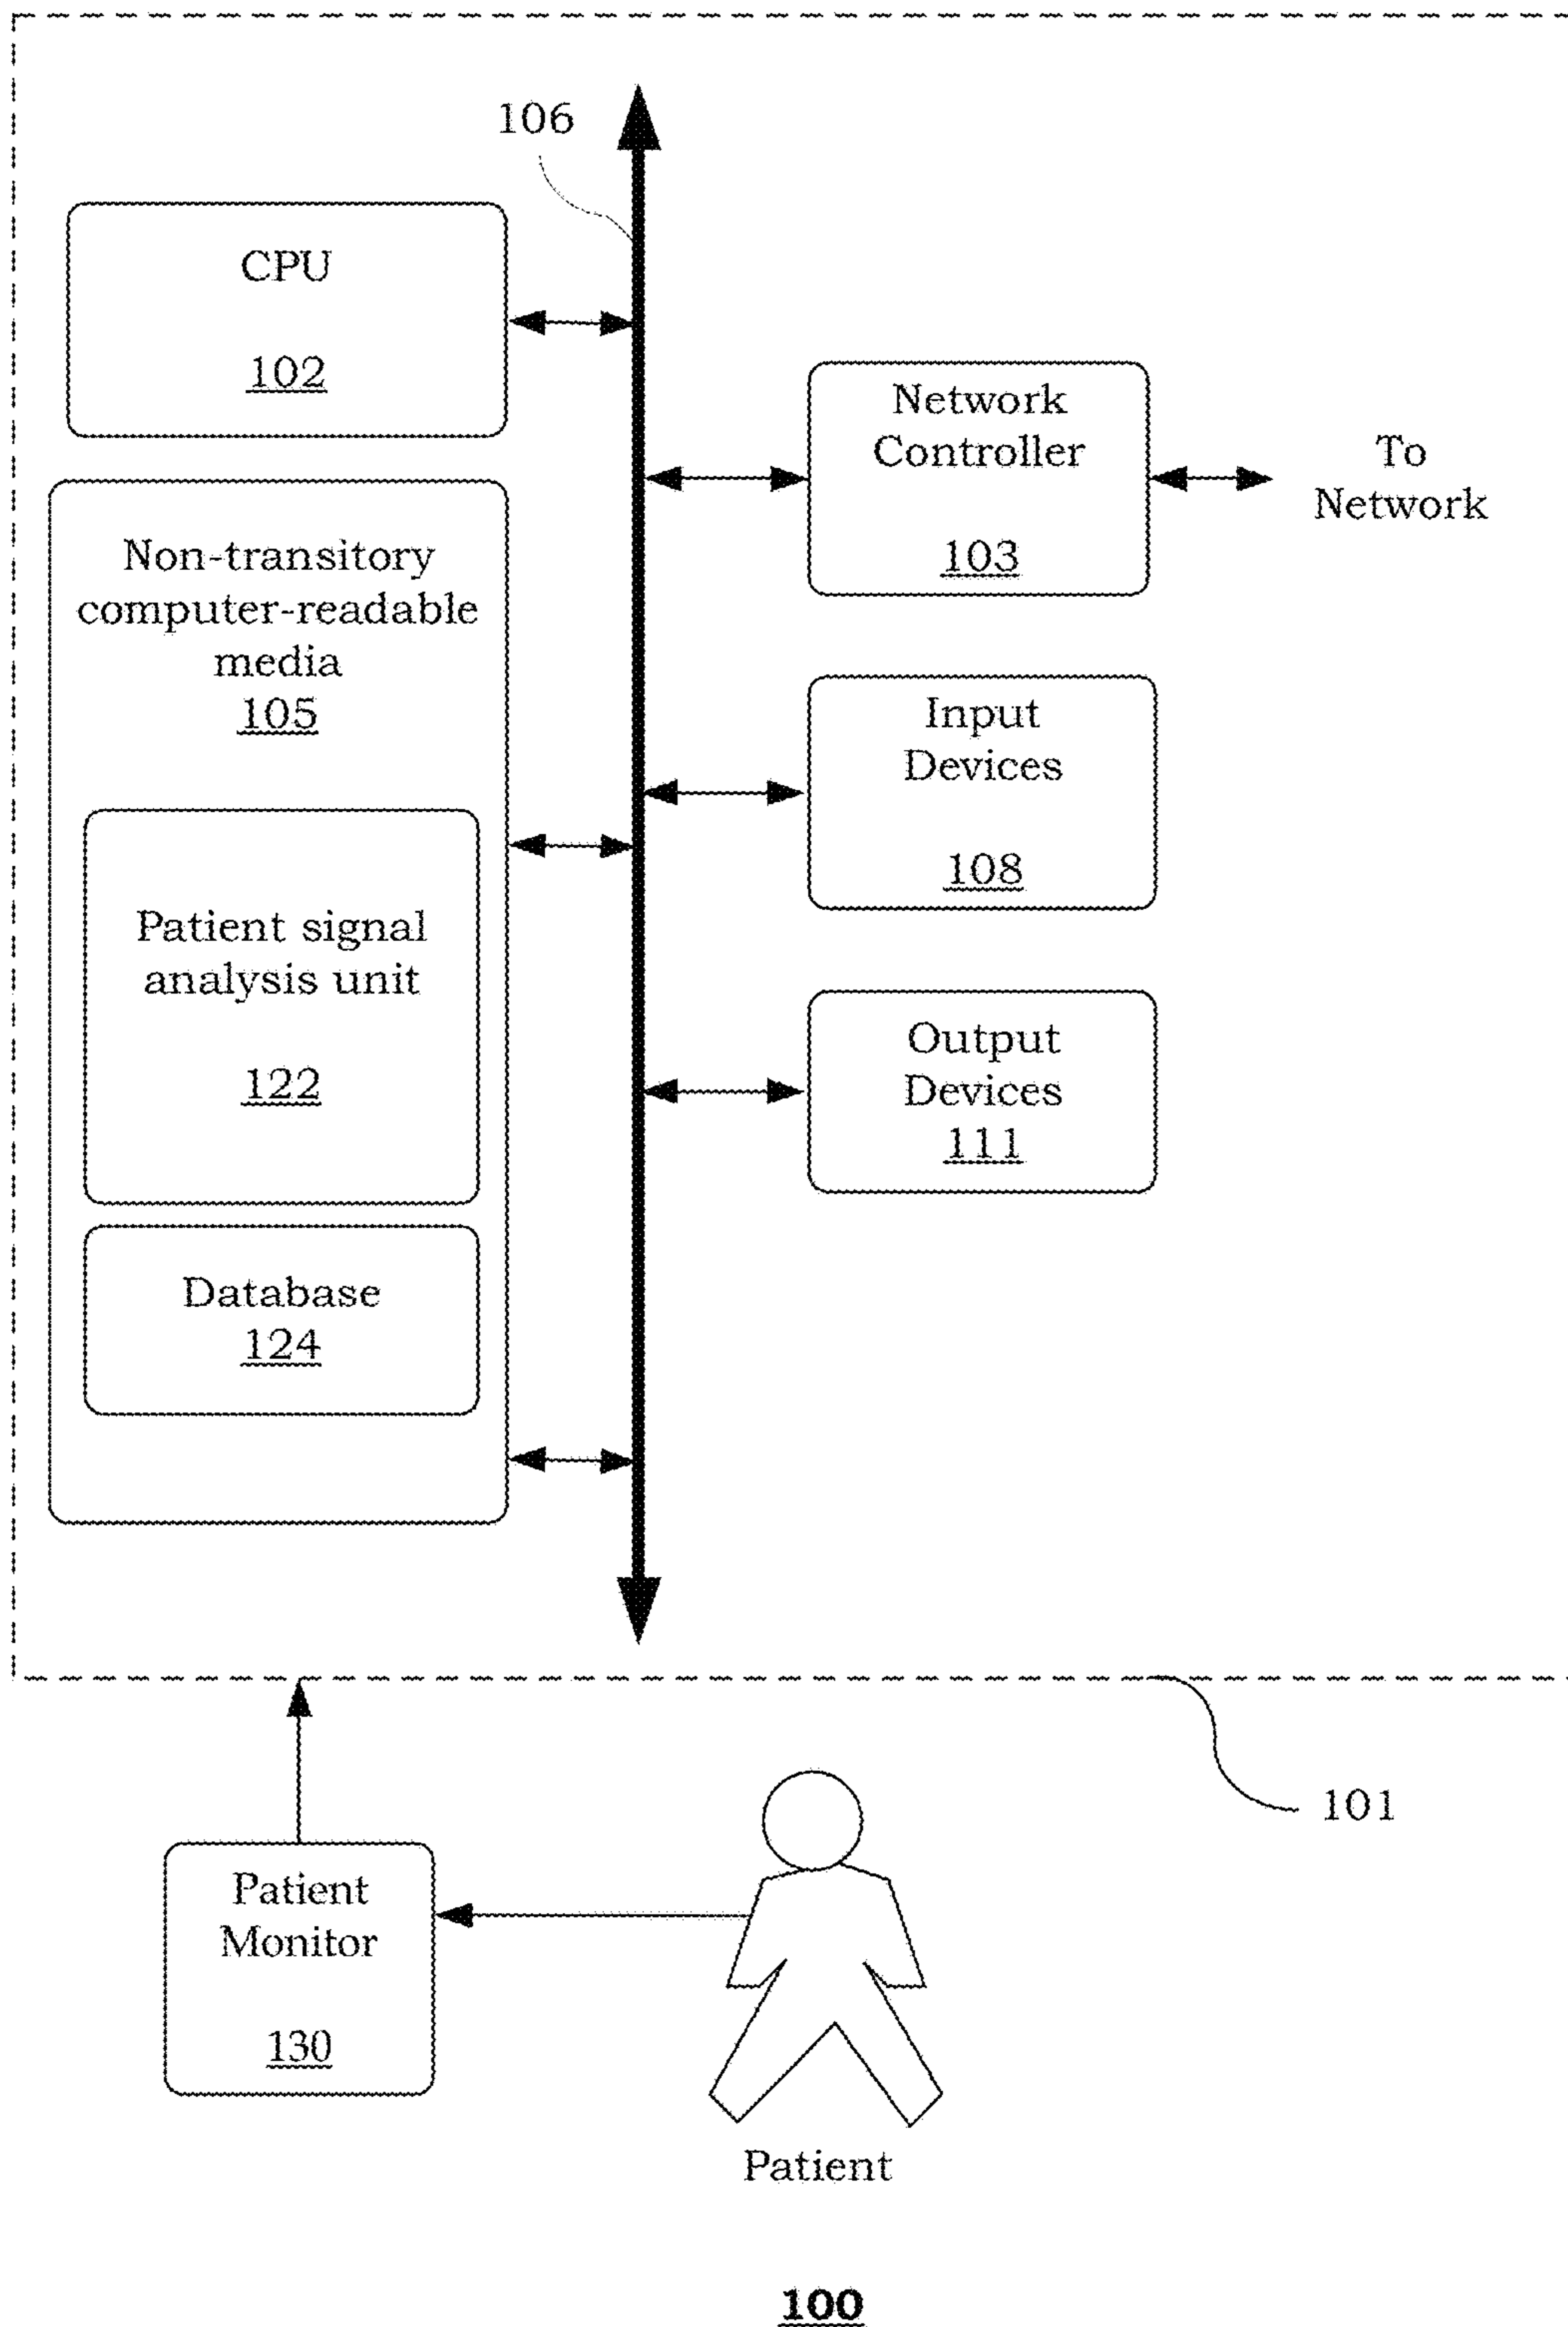 106
CPU
102
Network
Controller
103
To
Network
Non-transitory
computer-readable
media
105
Input
Devices
108
Patient signal
analysis unit
122
Output
Devices
111
Database
124
101
Patient
Monitor
130
Patient
100